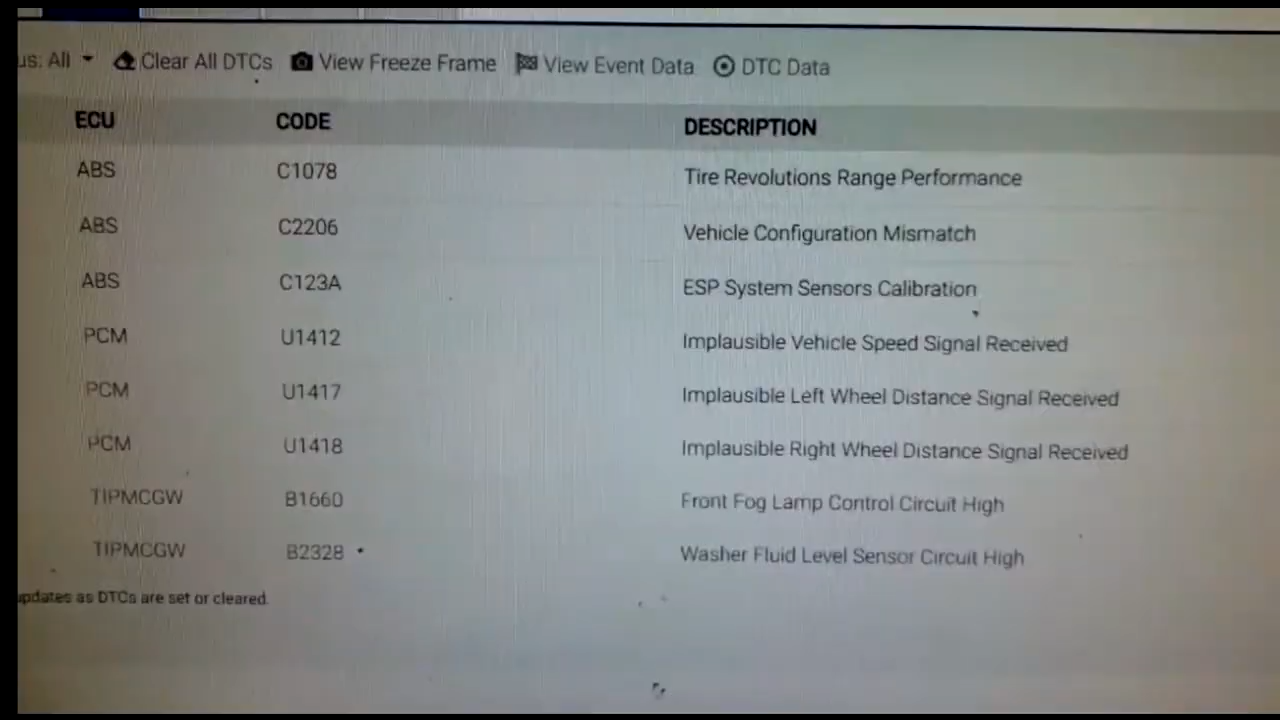 us: All Clear All DTCs View Freeze Frame View Event Data DTC Data
ECU CODE DESCRIPTION
ABS C1078 Tire Revolutions Range Performance
ABS C2206 Vehicle Configuration Mismatch
ABS C123A ESP System Sensors Calibration
PCM U1412 Implausible Vehicle Speed Signal Received
PCM U1417 Implausible Left Wheel Distance Signal Received
PCM U1418 Implausible Right Wheel Distance Signal Received
TIPMCGW B1660 Front Fog Lamp Control Circuit High
TIPMCGW B2328 Washer Fluid Level Sensor Circuit High
updates as DTCs are set or cleared.